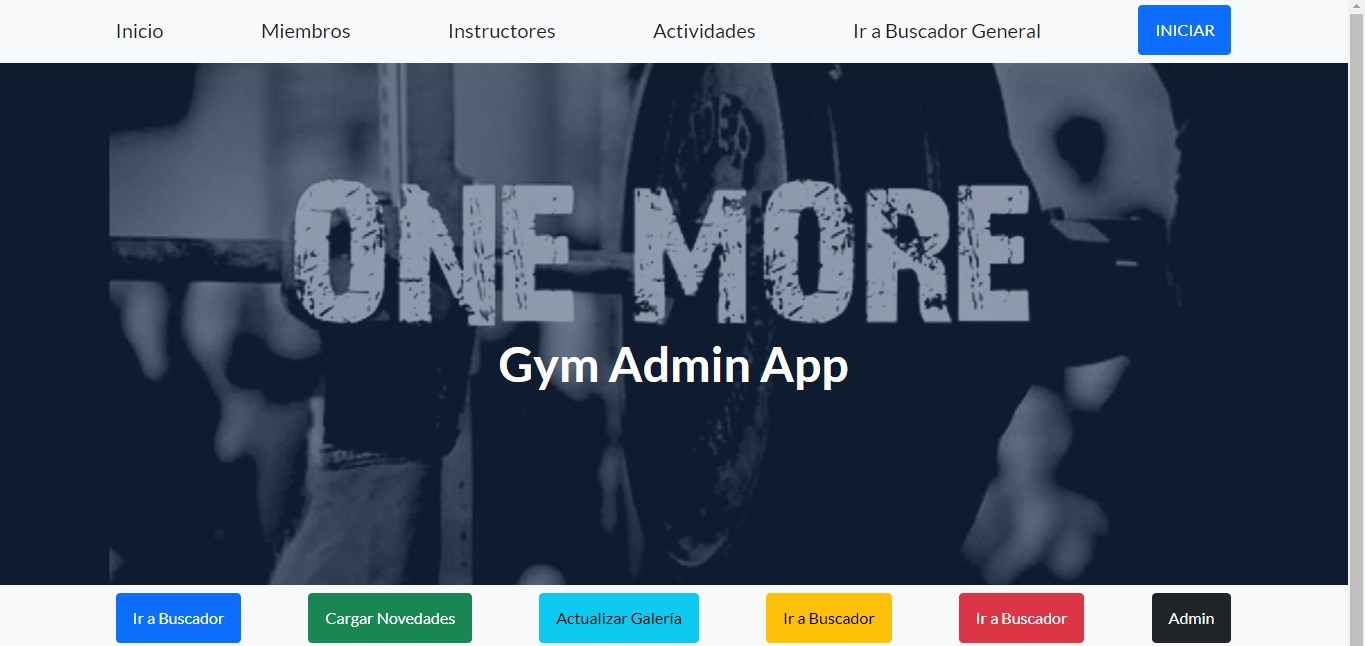 Inicio Miembros Instructores Actividades Ir a Buscador General INICIAR
ONE MORE
Gym Admin App
Ir a Buscador Cargar Novedades Actualizar Galería Ir a Buscador Ir a Buscador Admin